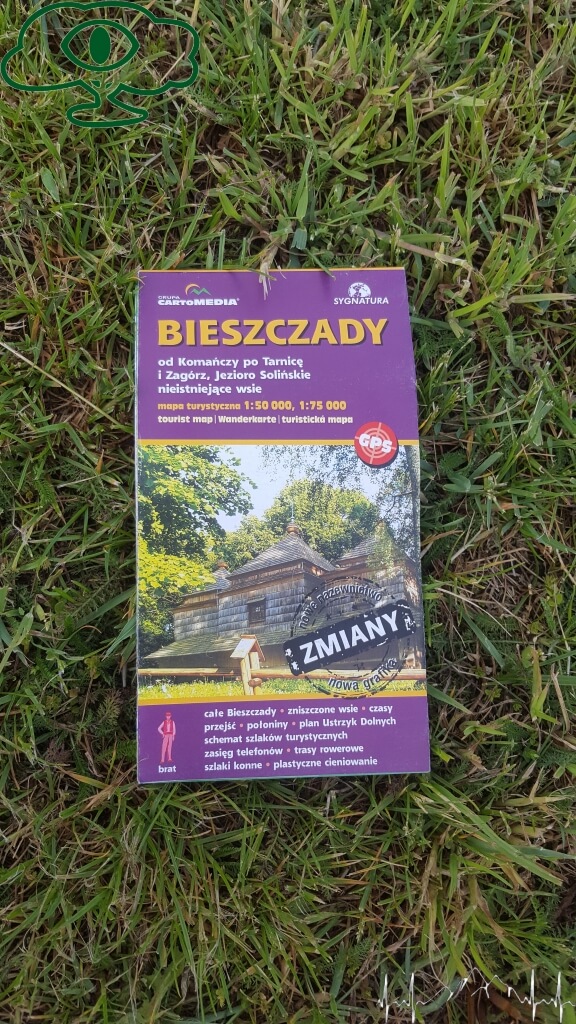 GRUPA
CARTOMEDIA
SYGNATURA
BIESZCZADY
od Komańczy po Tarnicę
i Zagórz, Jezioro Solińskie
nieistniejące wsie
mapa turystyczna 1:50 000, 1:75 000
tourist map | Wanderkarte | turistická mapa
GPS
nowe nazewnictwo
ZMIANY
nowa grafika
całe Bieszczady • zniszczone wsie • czasy
przejść • połoniny • plan Ustrzyk Dolnych
schemat szlaków turystycznych
zasięg telefonów • trasy rowerowe
szlaki konne • plastyczne cieniowanie
brat